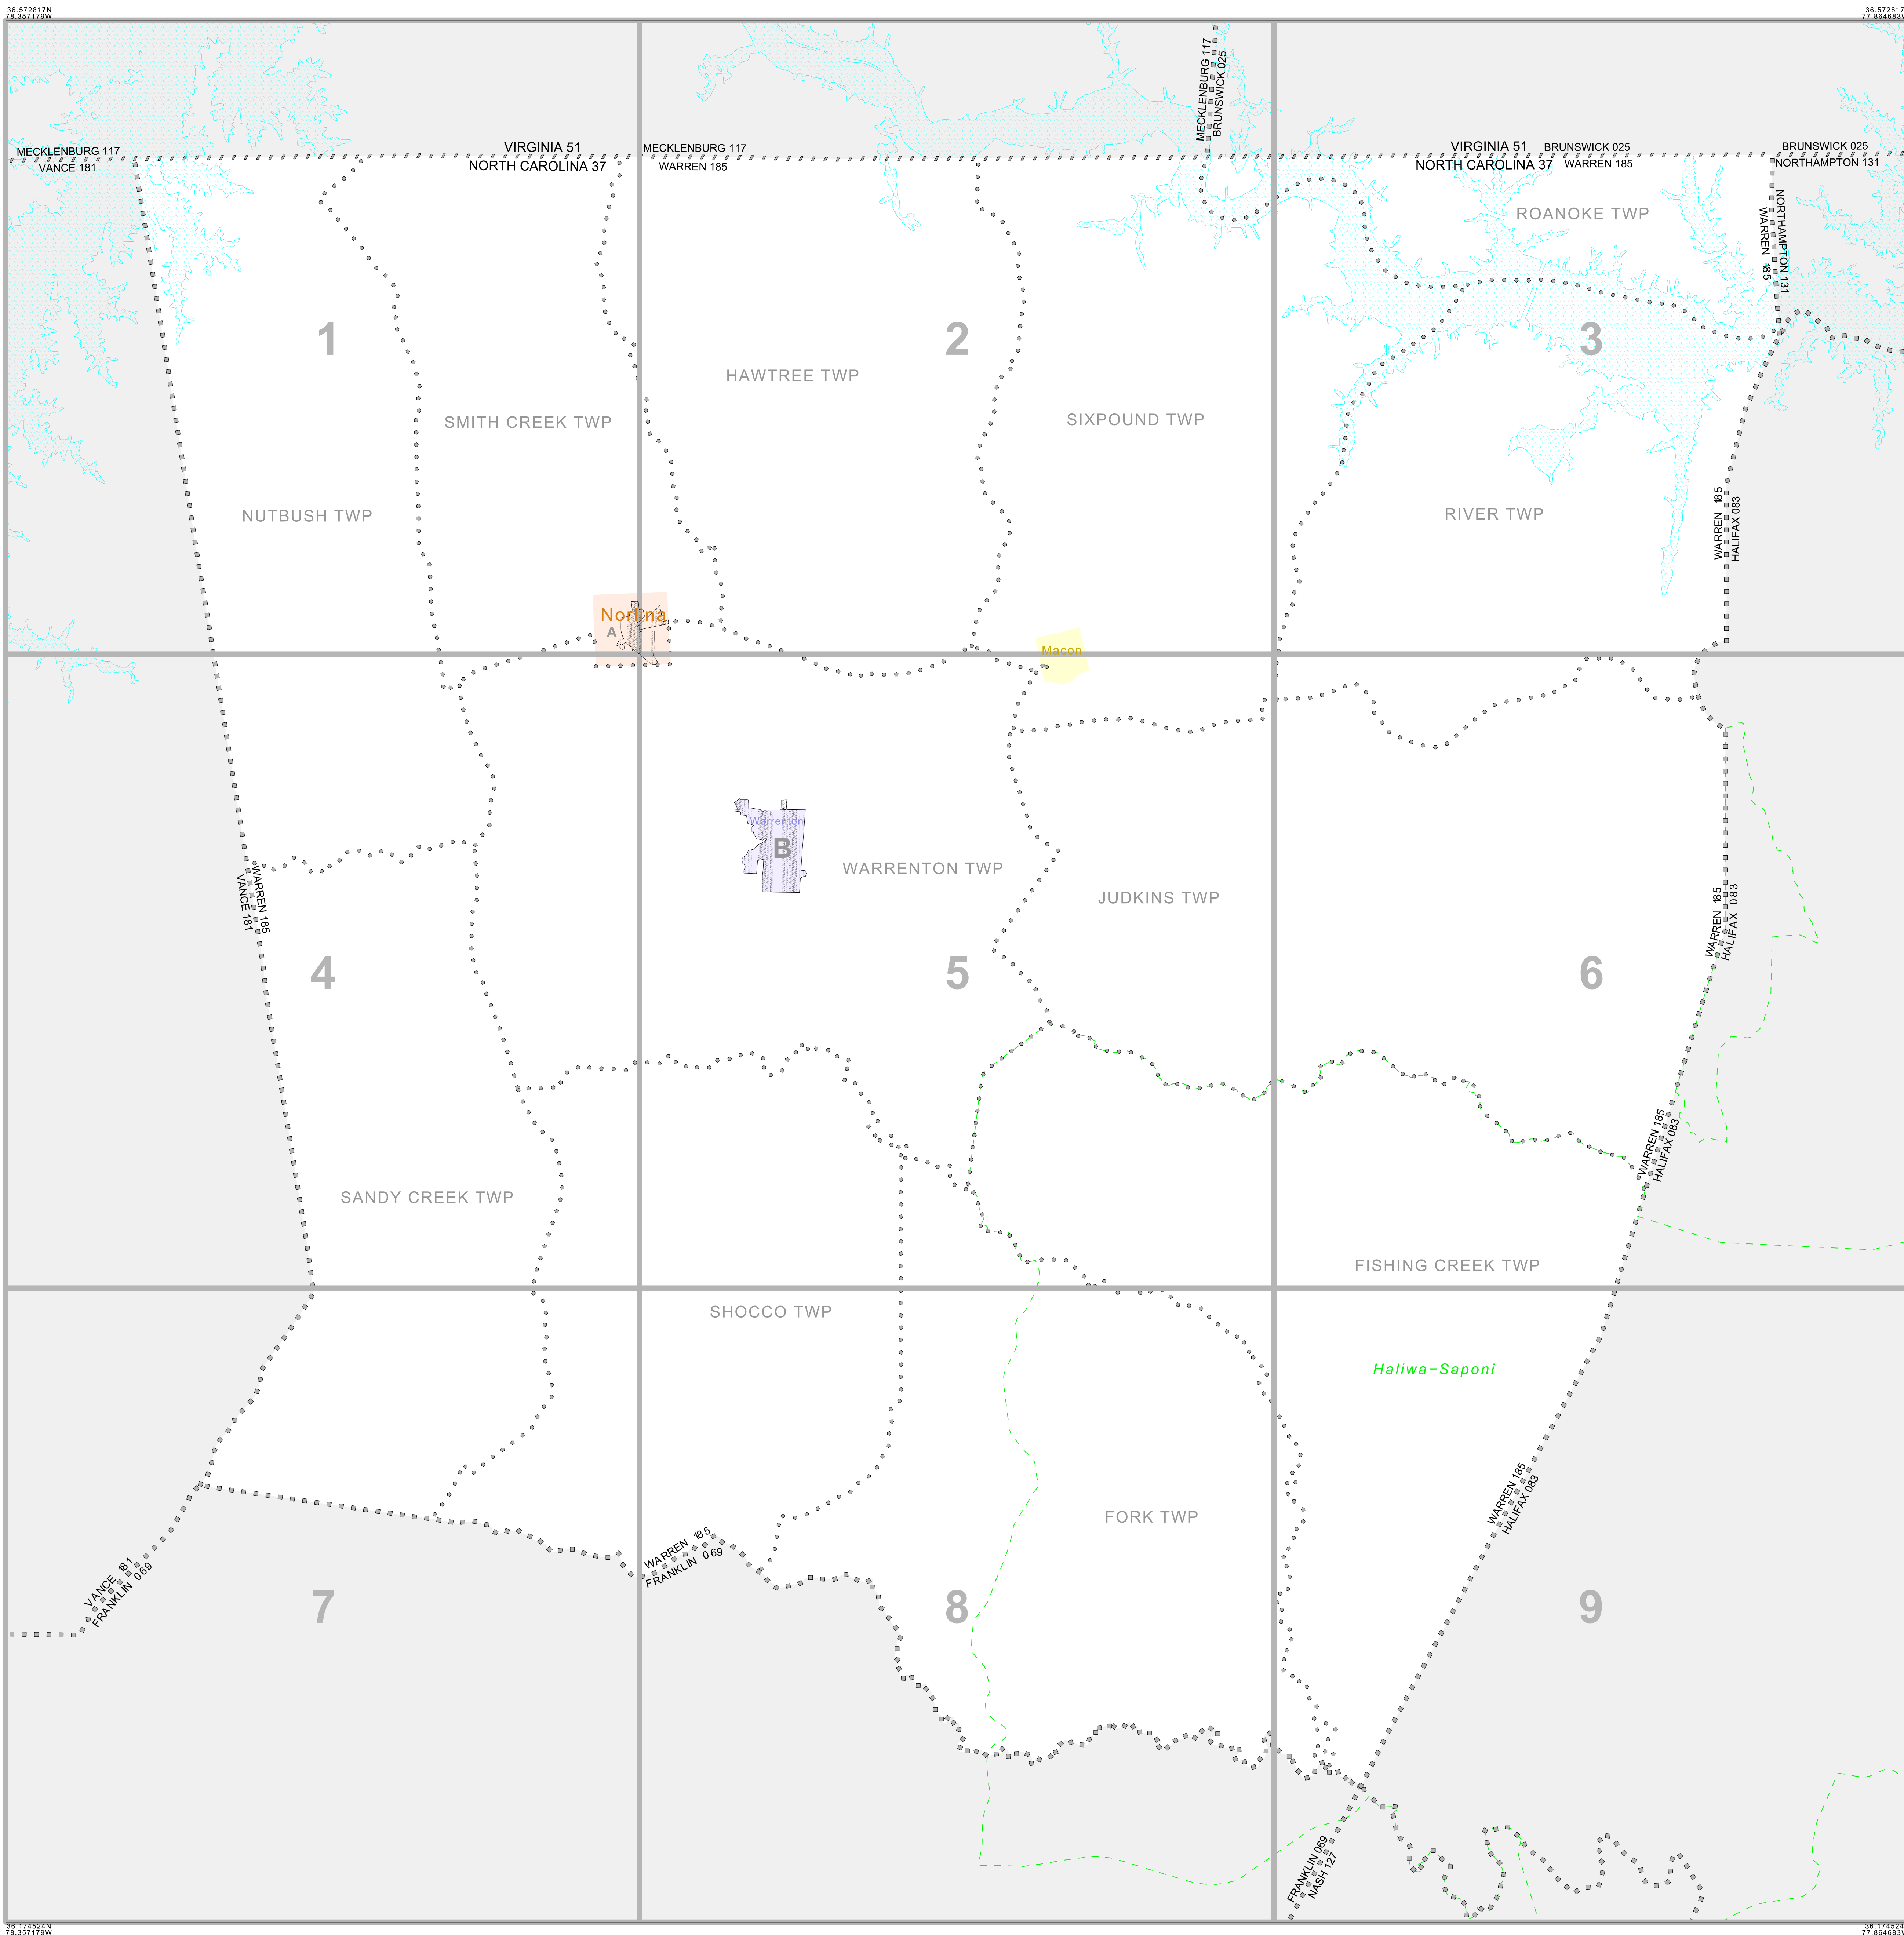 36.572817N
78.357179W
36.572817
77.864683W
MECKLENBURG 117
BRUNSWICK 025
MECKLENBURG 117
VANCE 181
VIRGINIA 51
NORTH CAROLINA 37
MECKLENBURG 117
WARREN 185
VIRGINIA 51
NORTH CAROLINA 37
BRUNSWICK 025
WARREN 185
BRUNSWICK 025
NORTHAMPTON 131
NORTHAMPTON 131
WARREN 185
ROANOKE TWP
1
2
3
HAWTREE TWP
SMITH CREEK TWP
SIXPOUND TWP
NUTBUSH TWP
RIVER TWP
WARREN 185
HALIFAX 083
Norlina
A
Macon
Warrenton
B
WARRENTON TWP
JUDKINS TWP
WARREN 185
VANCE 181
WARREN 185
HALIFAX 083
4
5
6
WARREN 185
HALIFAX 083
SANDY CREEK TWP
FISHING CREEK TWP
SHOCCO TWP
Haliwa-Saponi
WARREN 185
HALIFAX 083
FORK TWP
WARREN 185
FRANKLIN 069
VANCE 181
FRANKLIN 069
7
8
9
FRANKLIN 069
NASH 127
36.174524N
78.357179W
36.174524
77.864683W